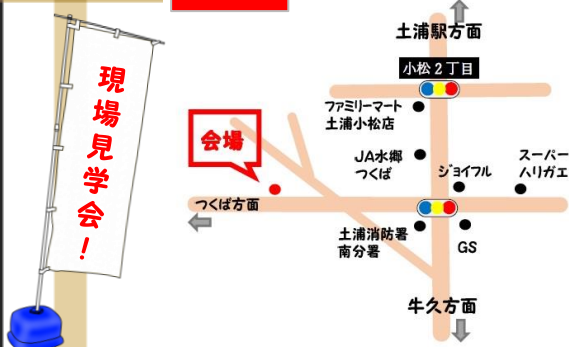 現場見学会！
土浦駅方面
小松２丁目
ファミリーマート
土浦小松店
会場
JA水郷
つくば
ジョイフル
スーパー
ハリガエ
つくば方面
土浦消防署
南分署
GS
牛久方面